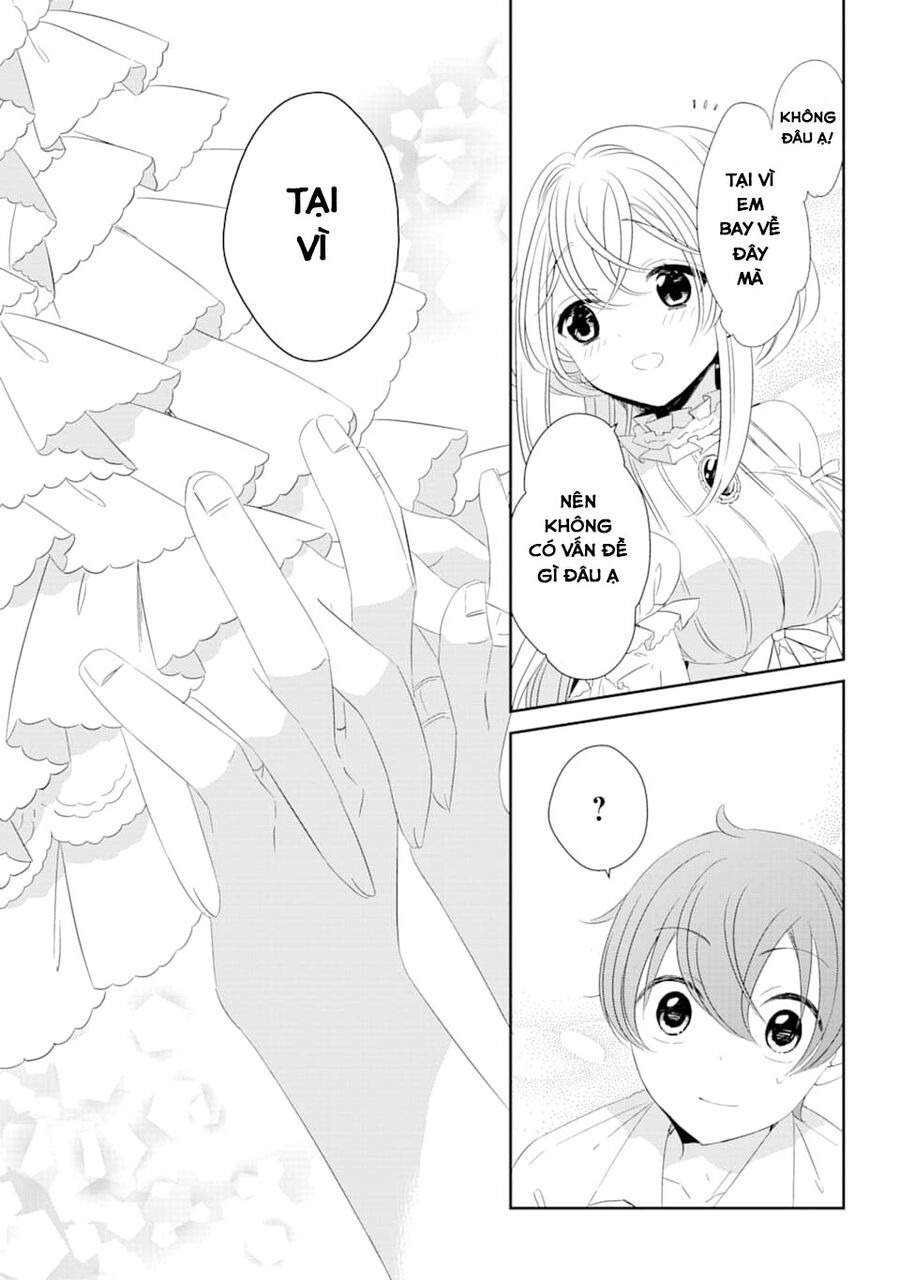 KHÔNG
ĐÂU Ạ!
TẠI VÌ
EM
BAY VỀ
ĐÂY
MÀ
NÊN
KHÔNG
CÓ VẤN ĐỀ
GÌ ĐÂU Ạ
?
TẠI
VÌ